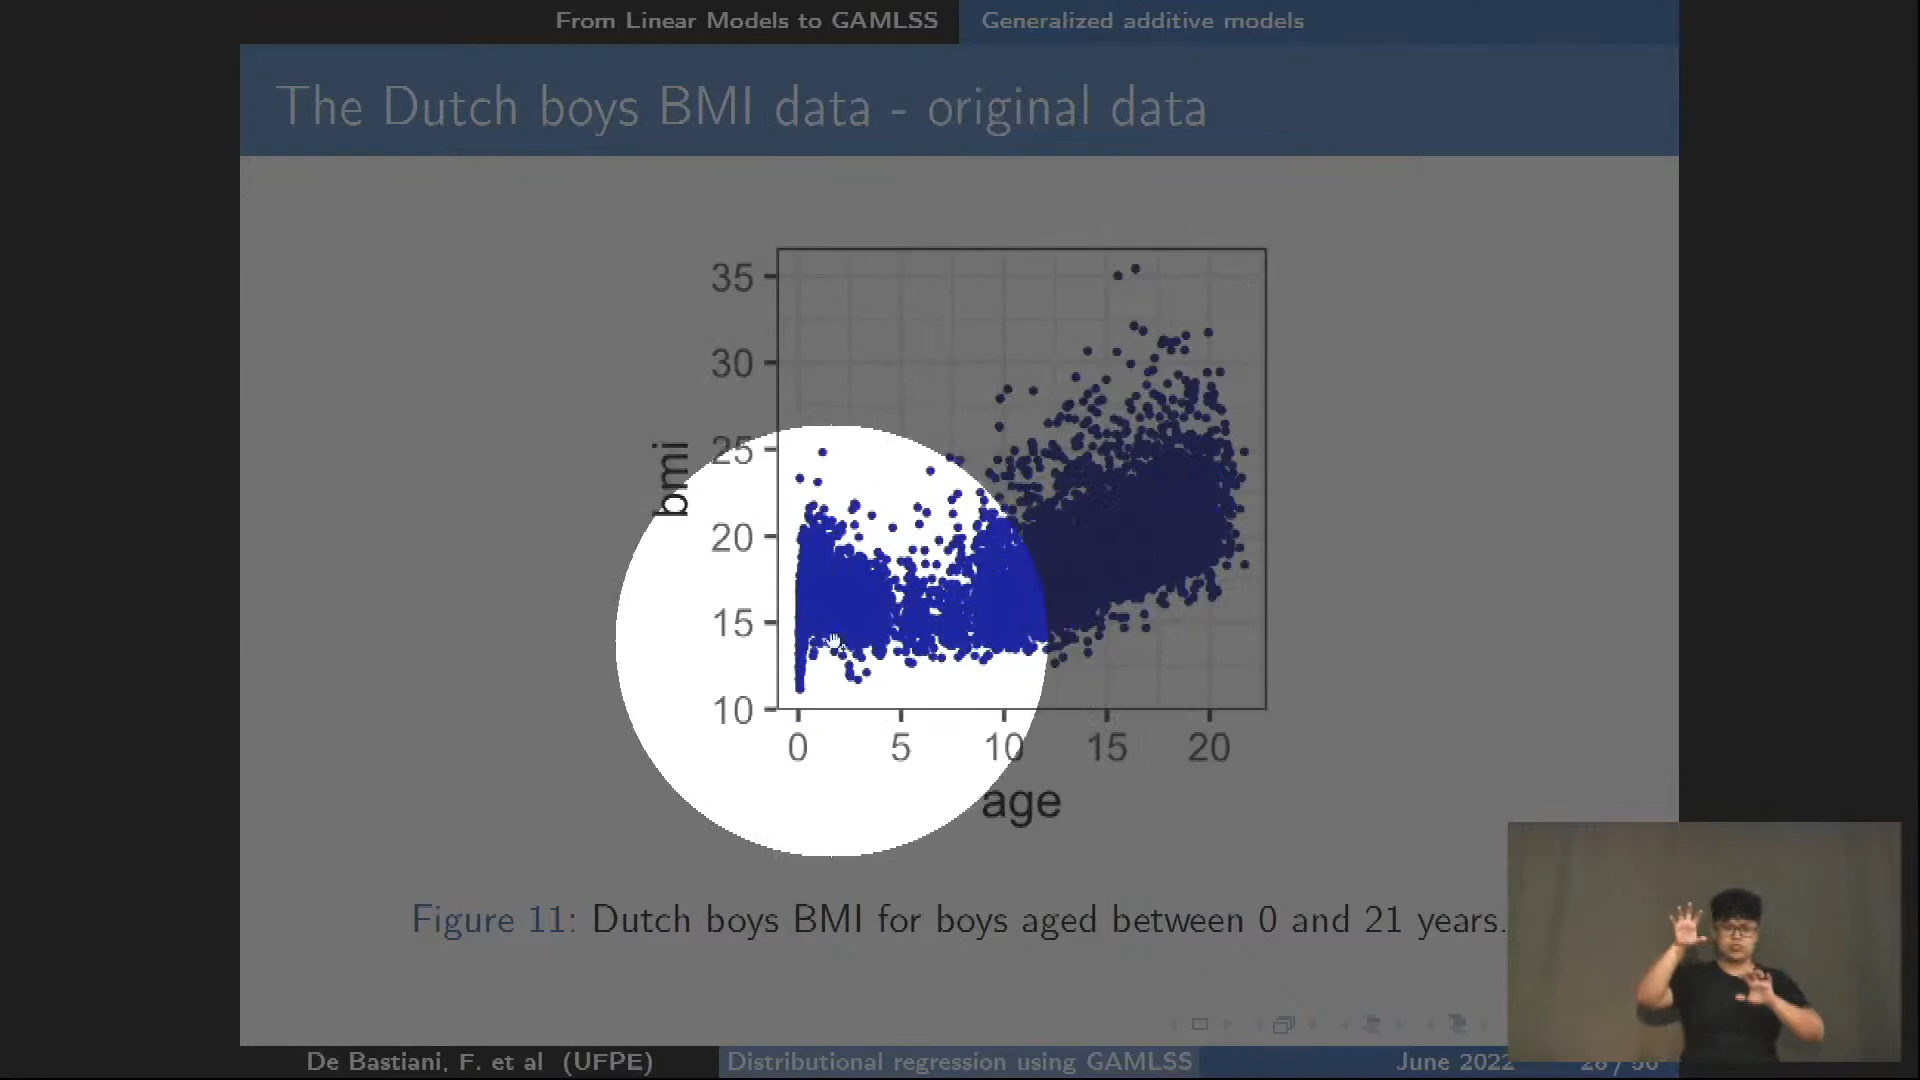 From Linear Models to GAMLSS Generalized additive models
The Dutch boys BMI data - original data
35
30
25
20
15
10
bmi
0 5 10 15 20
age
Figure 11: Dutch boys BMI for boys aged between 0 and 21 years.
De Bastiani, F. et al (UFPE) Distributional regression using GAMLSS June 2022